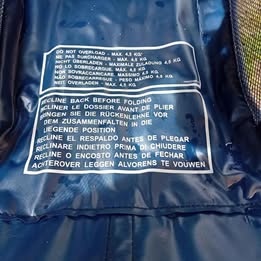 DO NOT OVERLOAD - MAX. 4,5 KG.
NE PAS SURCHARGER - MAX. 4,5 KG
NICHT ÜBERLADEN - MAXIMALE ZULADUNG 4,5 KG
NO LO SOBRECARGUE, MÁX. 4,5 KG
NON SOVRACCARICARE, MASSIMO 4,5 KG
NÃO SOBRECARREGUE - PESO MÁXIMO 4,5 KG
NIET OVERLADEN - MAX. 4,5 KG
RECLINE BACK BEFORE FOLDING
RECLINER LE DOSSIER AVANT DE PLIER
BRINGEN SIE DIE RÜCKENLEHNE VOR
DEM ZUSAMMENFALTEN IN DIE
LIEGENDE POSITION
RECLINE EL RESPALDO ANTES DE PLEGAR
RECLINARE INDIETRO PRIMA DI CHIUDERE
RECLINE O ENCOSTO ANTES DE FECHAR
ACHTEROVER LEGGEN ALVORENS TE VOUWEN